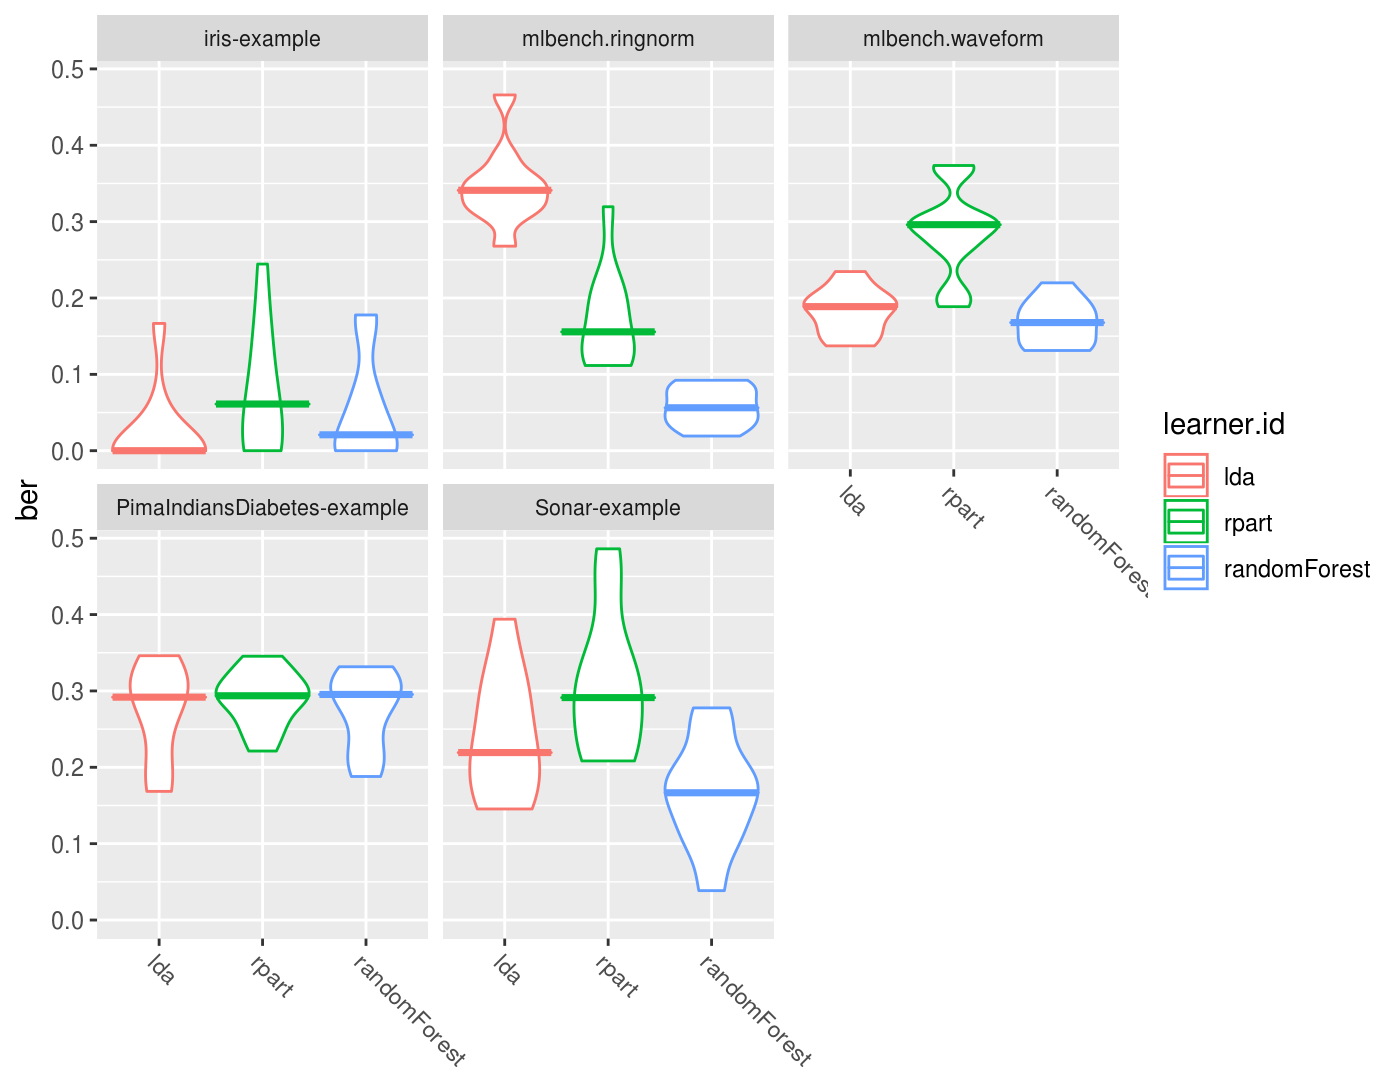 iris-example
mlbench.ringnorm
mlbench.waveform
0.5
0.4
0.3
0.2
0.1
0.0
lda
rpart
randomForest
ber
PimaIndiansDiabetes-example
Sonar-example
0.5
0.4
0.3
0.2
0.1
0.0
lda
rpart
randomForest
lda
rpart
randomForest
learner.id
lda
rpart
randomForest